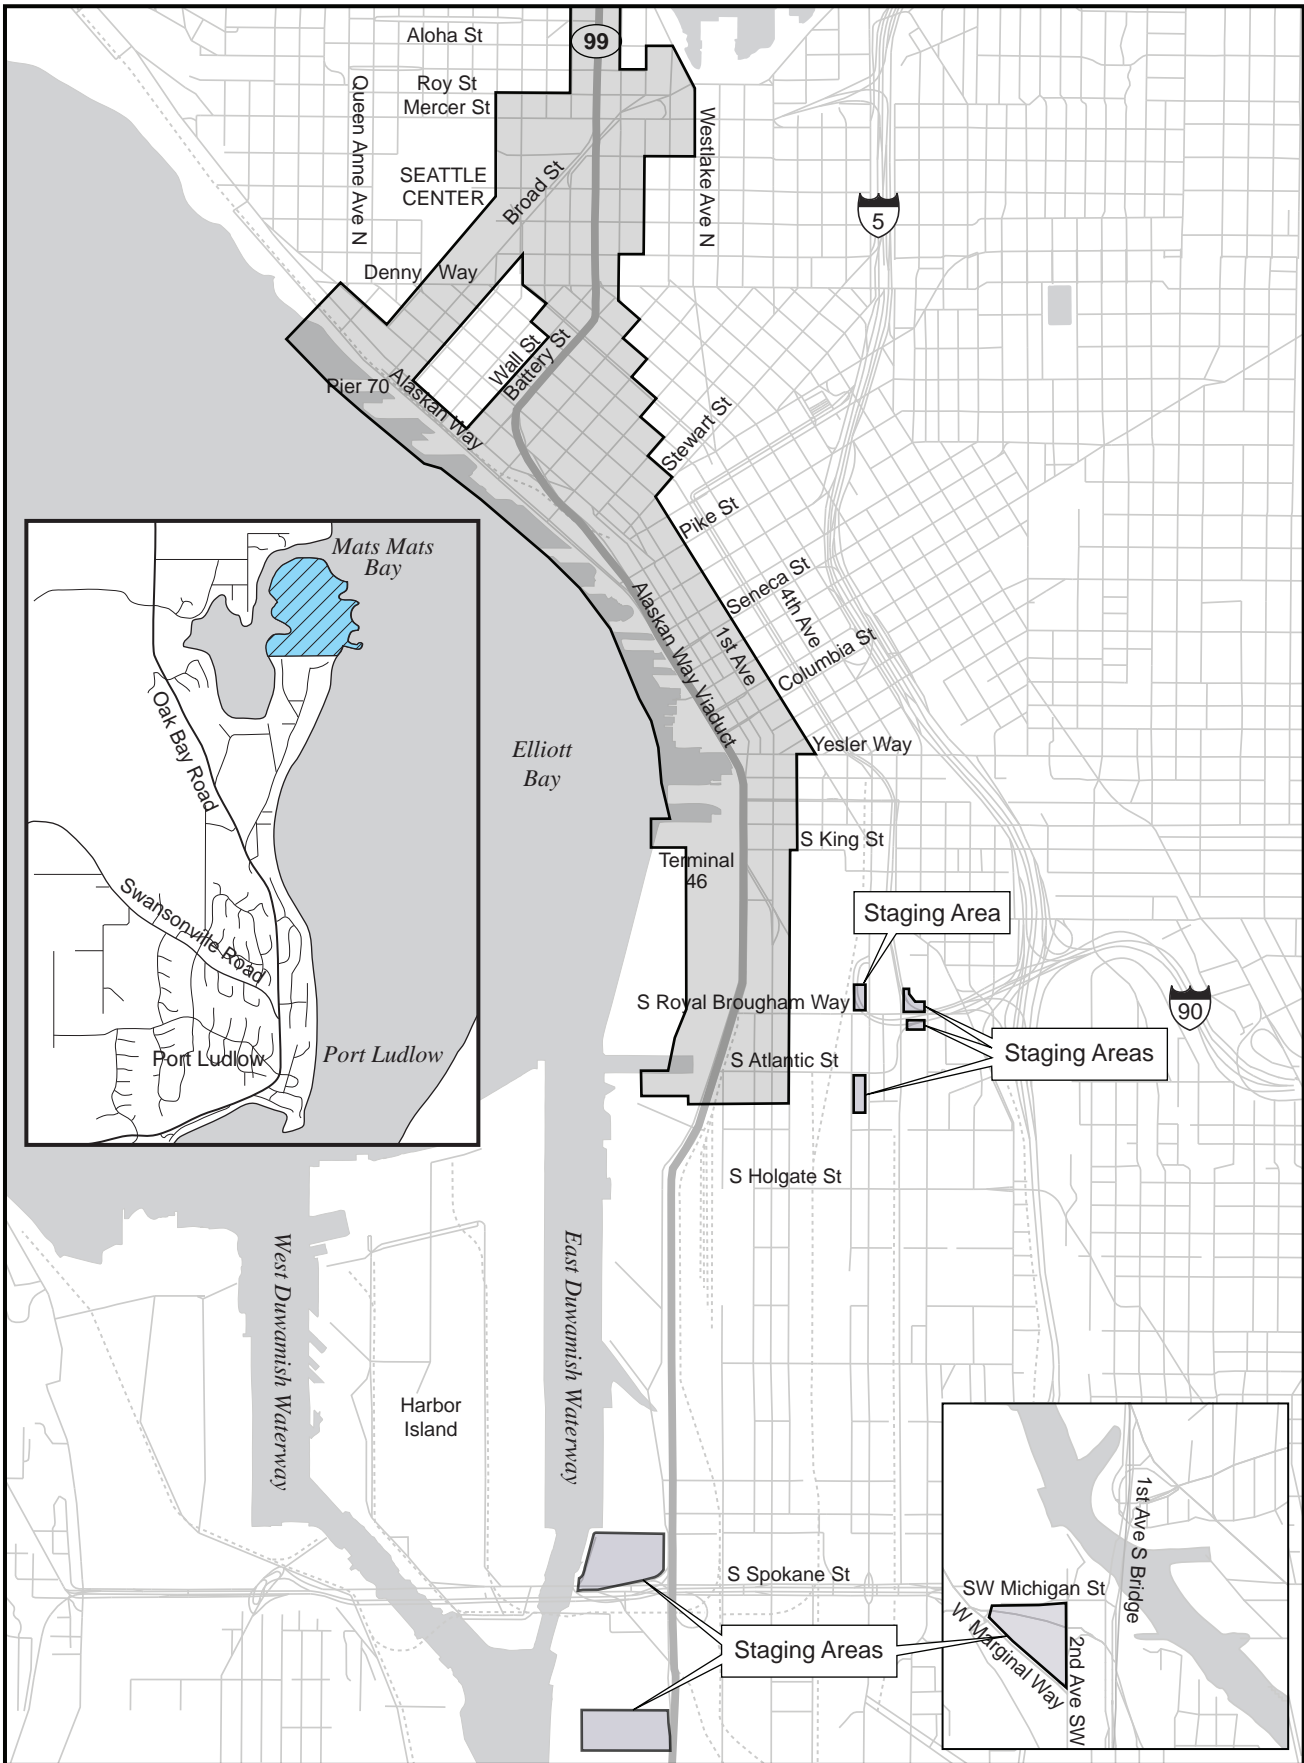 Aloha St
99
Roy St
Mercer St
Queen Anne Ave N
Westlake Ave N
SEATTLE
CENTER
Broad St
5
Denny Way
Wall St
Battery St
Pier 70
Alaskan Way
Stewart St
Pike St
Mats Mats
Bay
Seneca St
4th Ave
Alaskan Way Viaduct
1st Ave
Columbia St
Oak Bay Road
Elliott
Bay
Yesler Way
S King St
Terminal
46
Swansonville Road
Staging Area
S Royal Brougham Way
90
Port Ludlow
Port Ludlow
S Atlantic St
Staging Areas
S Holgate St
West Duwamish Waterway
East Duwamish Waterway
Harbor
Island
1st Ave S Bridge
S Spokane St
SW Michigan St
W Marginal Way
2nd Ave SW
Staging Areas